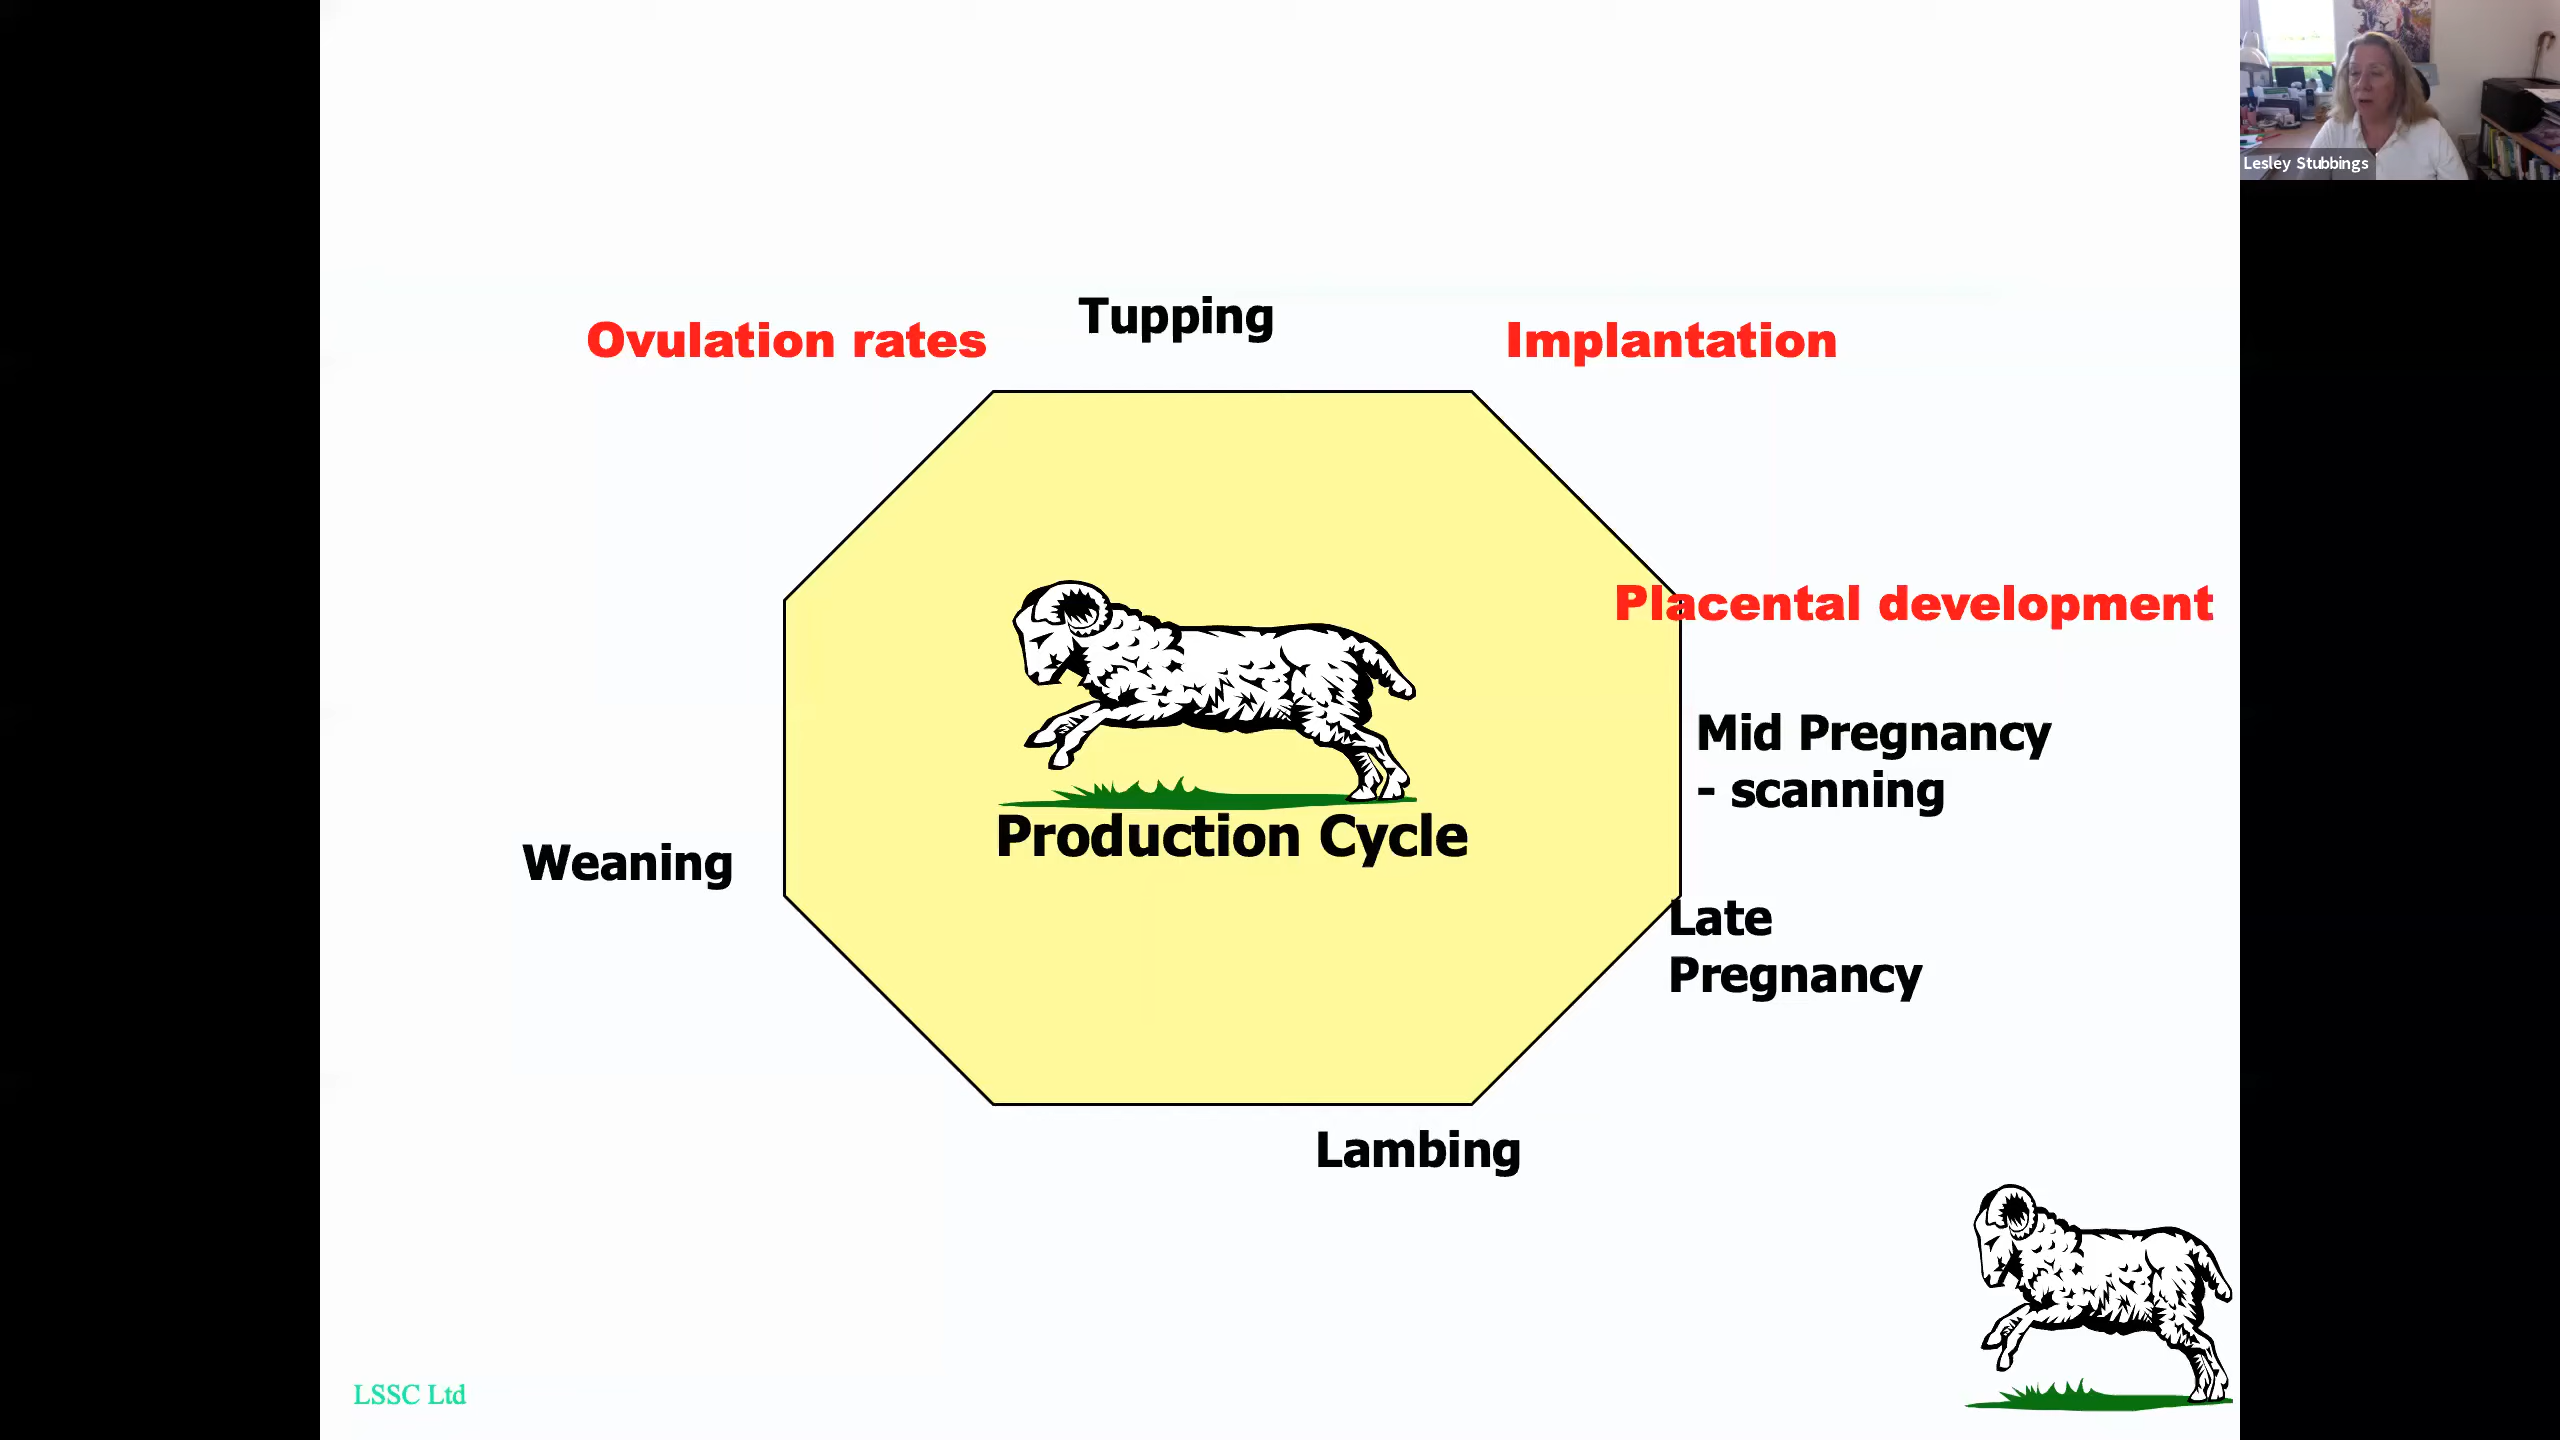 Lesley Stubbings
Tupping
Ovulation rates
Implantation
Placental development
Mid Pregnancy
- scanning
Production Cycle
Weaning
Late
Pregnancy
Lambing
LSSC Ltd